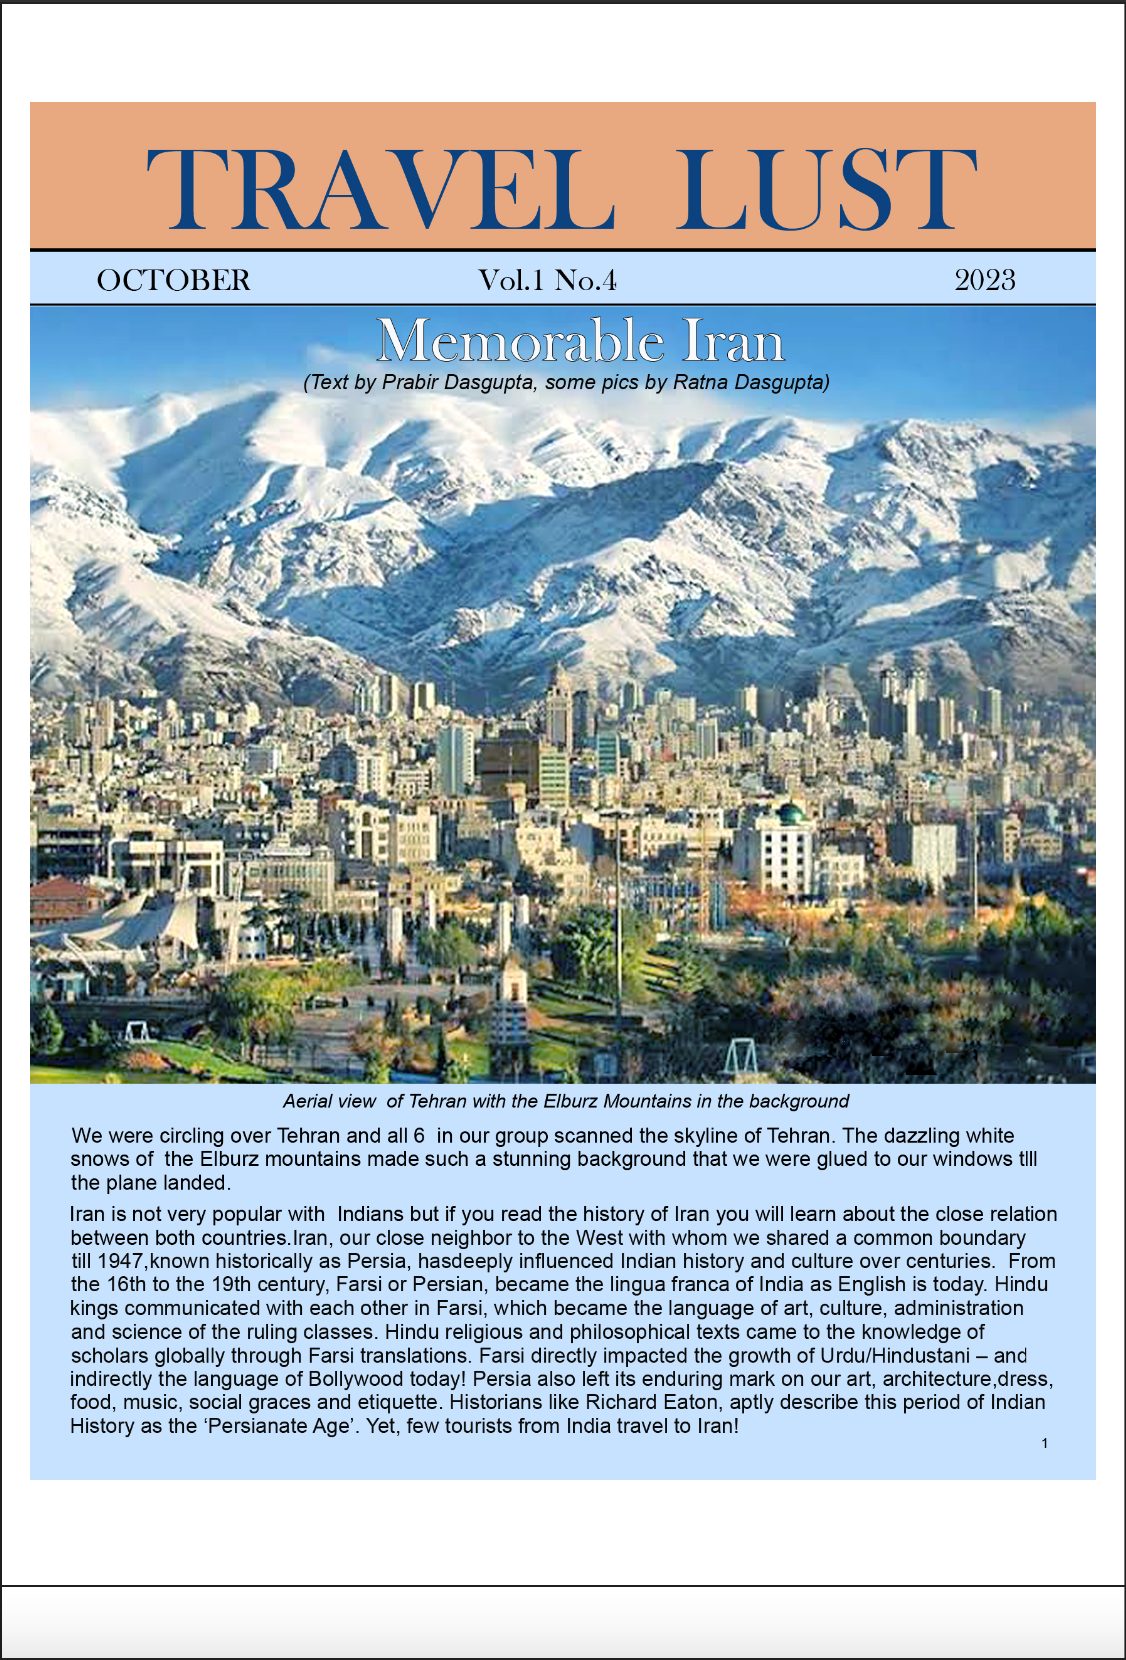 TRAVEL LUST
OCTOBER Vol.1 No.4 2023
Memorable Iran
(Text by Prabir Dasgupta, some pics by Ratna Dasgupta)
Aerial view of Tehran with the Elburz Mountains in the background
We were circling over Tehran and all 6 in our group scanned the skyline of Tehran. The dazzling white
snows of the Elburz mountains made such a stunning background that we were glued to our windows tlll
the plane landed.
Iran is not very popular with Indians but if you read the history of Iran you will learn about the close relation
between both countries.Iran, our close neighbor to the West with whom we shared a common boundary
till 1947,known historically as Persia, hasdeeply influenced Indian history and culture over centuries. From
the 16th to the 19th century, Farsi or Persian, became the lingua franca of India as English is today. Hindu
kings communicated with each other in Farsi, which became the language of art, culture, administration
and science of the ruling classes. Hindu religious and philosophical texts came to the knowledge of
scholars globally through Farsi translations. Farsi directly impacted the growth of Urdu/Hindustani – and
indirectly the language of Bollywood today! Persia also left its enduring mark on our art, architecture,dress,
food, music, social graces and etiquette. Historians like Richard Eaton, aptly describe this period of Indian
History as the ‘Persianate Age’. Yet, few tourists from India travel to Iran!
1